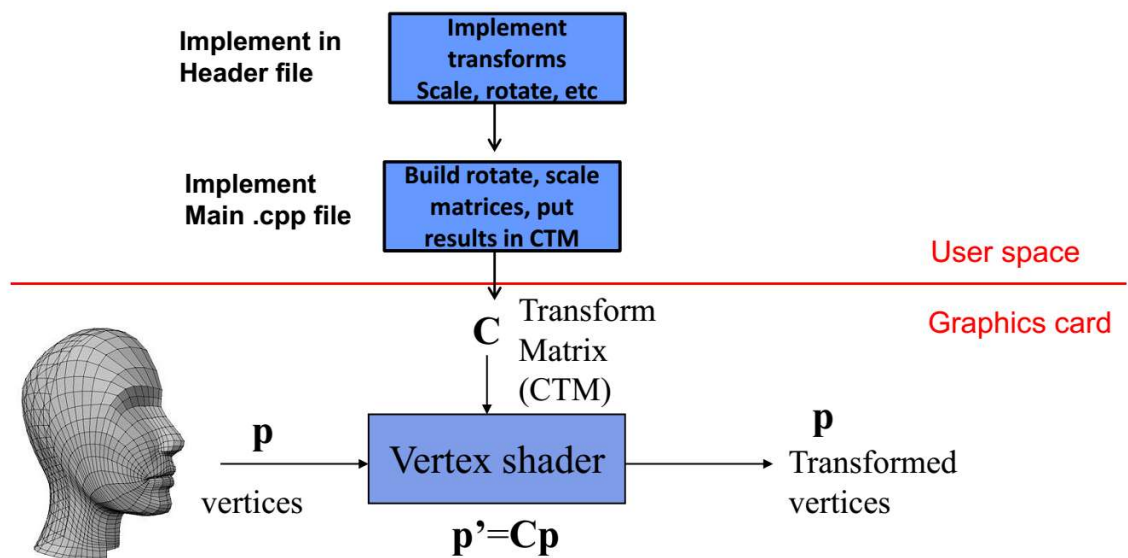 Implement in
Header file
Implement
transforms
Scale, rotate, etc
Implement
Main .cpp file
Build rotate, scale
matrices, put
results in CTM
User space
Graphics card
C
Transform
Matrix
(CTM)
p
vertices
Vertex shader
p
Transformed
vertices
p’=Cp